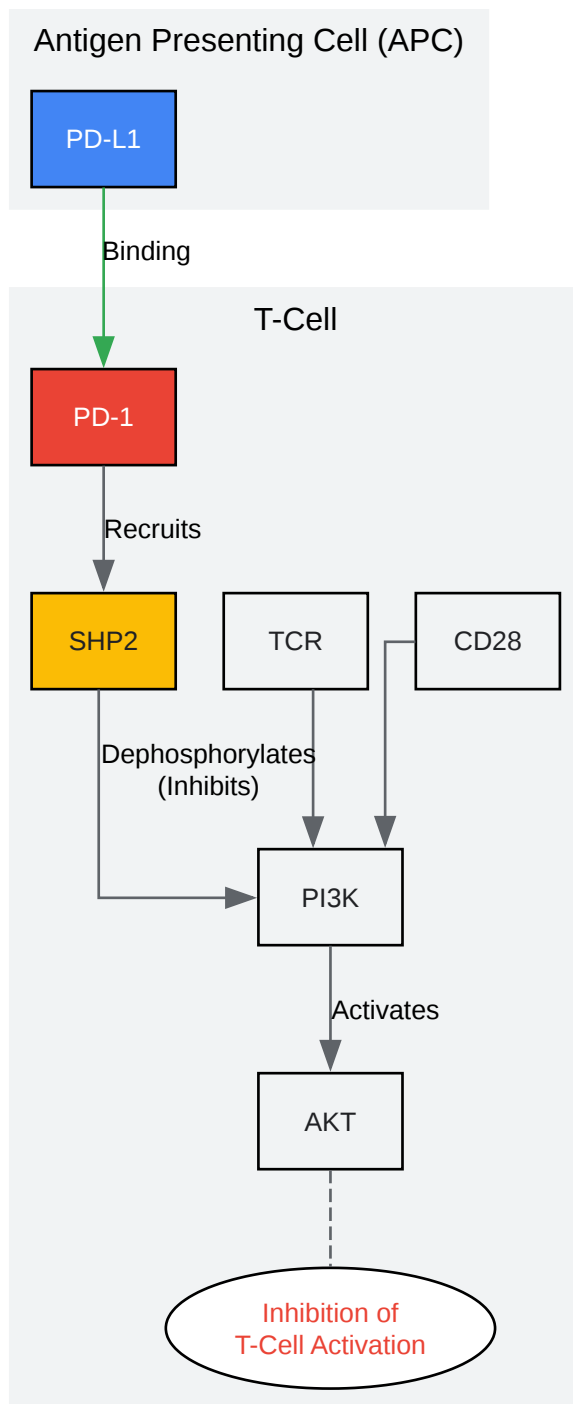 Antigen Presenting Cell (APC)
PD-L1
Binding
T-Cell
PD-1
Recruits
SHP2
TCR
CD28
Dephosphorylates
(Inhibits)
PI3K
Activates
AKT
Inhibition of
T-Cell Activation